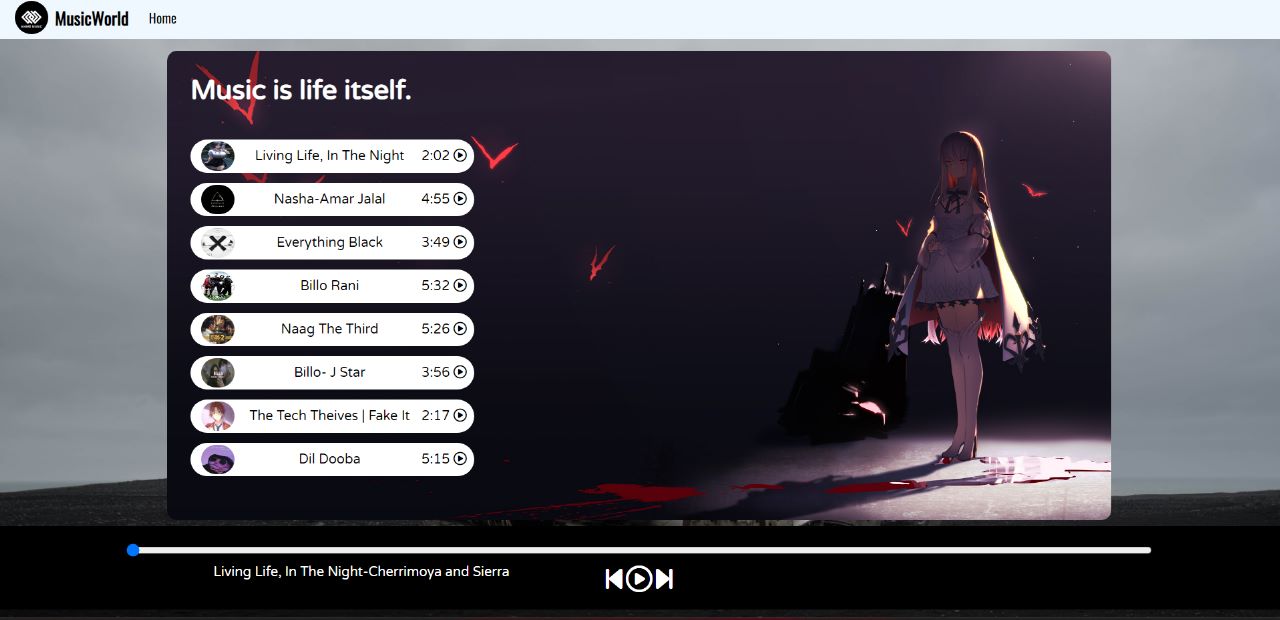 MusicWorld Home
Music is life itself.
Living Life, In The Night 2:02
Nasha-Amar Jalal 4:55
Everything Black 3:49
Billo Rani 5:32
Naag The Third 5:26
Billo- J Star 3:56
The Tech Theives | Fake It 2:17
Dil Dooba 5:15
Living Life, In The Night-Cherrimoya and Sierra